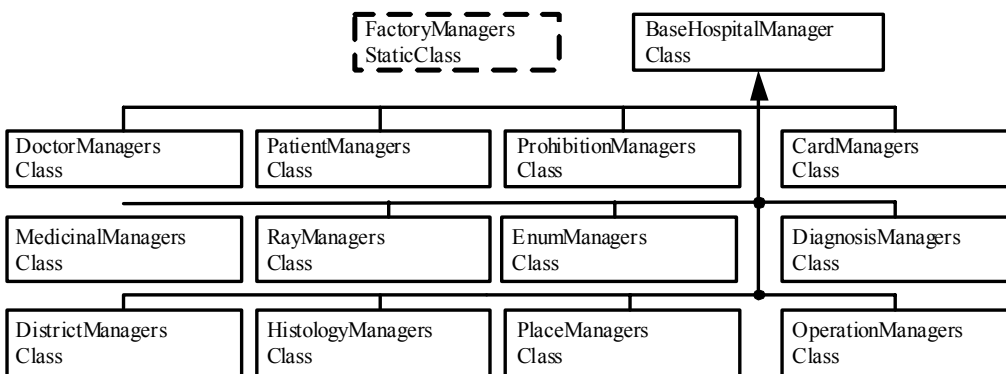 FactoryManagers
StaticClass
BaseHospitalManager
Class
DoctorManagers
Class
PatientManagers
Class
ProhibitionManagers
Class
CardManagers
Class
MedicinalManagers
Class
RayManagers
Class
EnumManagers
Class
DiagnosisManagers
Class
DistrictManagers
Class
HistologyManagers
Class
PlaceManagers
Class
OperationManagers
Class